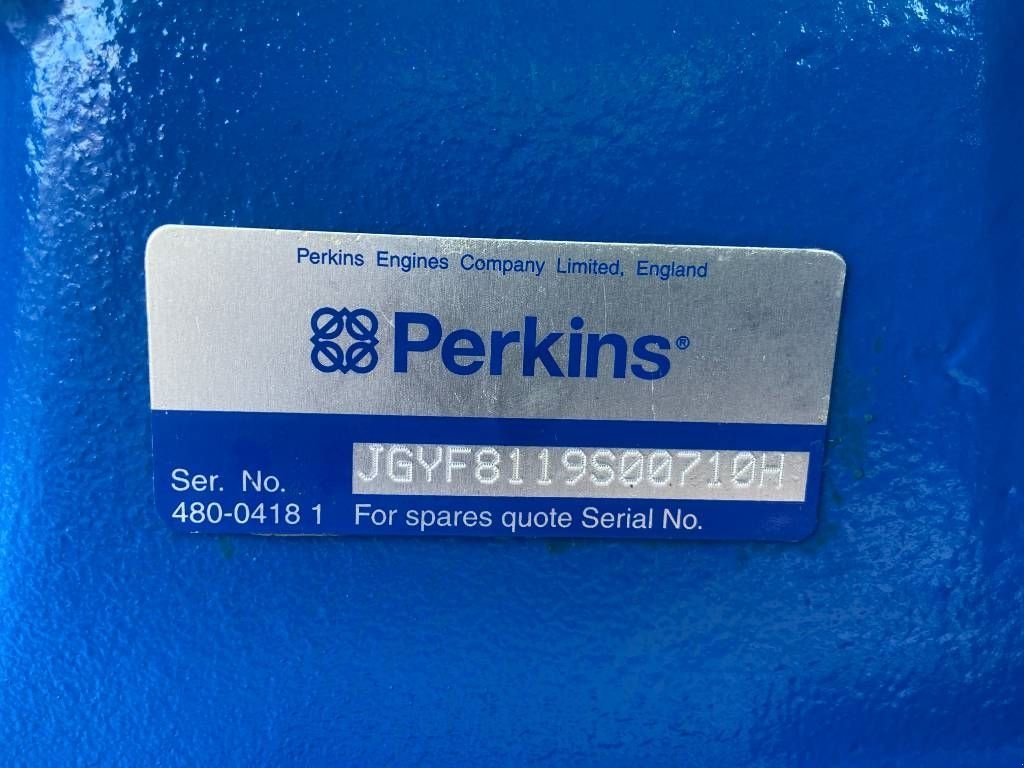 Perkins Engines Company Limited, England
Perkins®
Ser. No. JGYF8119S00710H
480-0418 1 For spares quote Serial No.